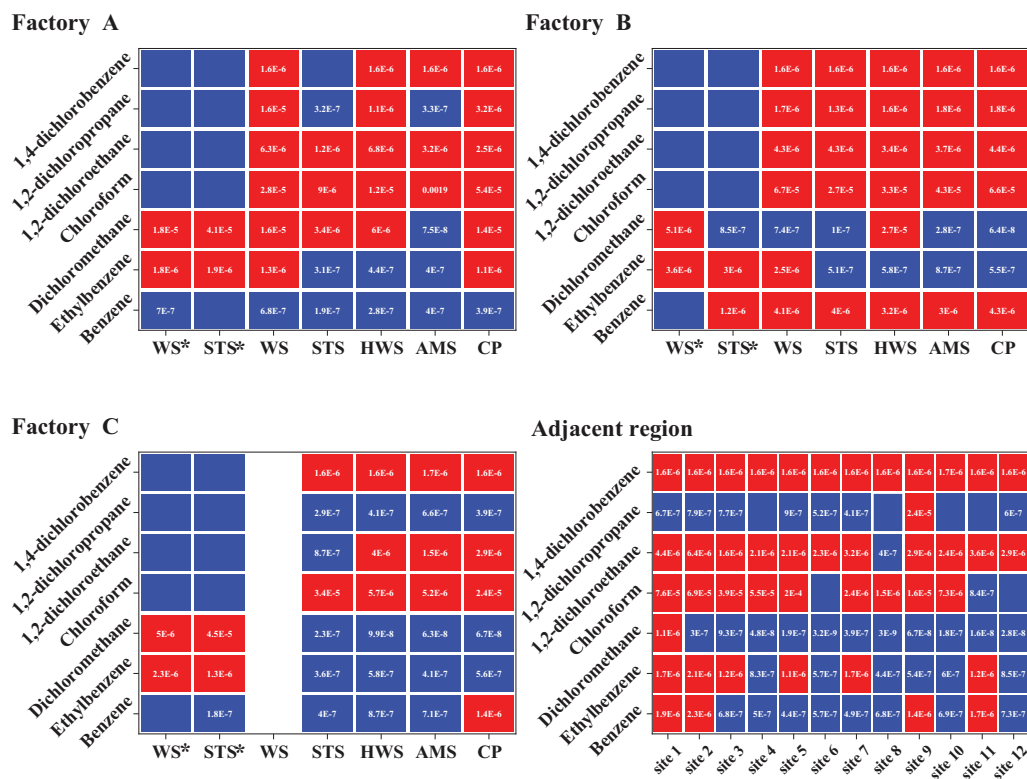 Factory A
Factory B
1,4-dichlorobenzene
1.6E-6 1.6E-6 1.6E-6 1.6E-6
1,2-dichloropropane
1.6E-5 3.2E-7 1.1E-6 3.3E-7 3.2E-6
1,2-dichloroethane
6.3E-6 1.2E-6 6.8E-6 3.2E-6 2.5E-6
Chloroform
2.8E-5 9E-6 1.2E-5 0.0019 5.4E-5
Dichloromethane
1.8E-5 4.1E-5 1.6E-5 3.4E-6 6E-6 7.5E-8 1.4E-5
Ethylbenzene
1.8E-6 1.9E-6 1.3E-6 3.1E-7 4.4E-7 4E-7 1.1E-6
Benzene
7E-7 6.8E-7 1.9E-7 2.8E-7 4E-7 3.9E-7
WS* STS* WS STS HWS AMS CP
1,4-dichlorobenzene
1.6E-6 1.6E-6 1.6E-6 1.6E-6 1.6E-6
1,2-dichloropropane
1.7E-6 1.3E-6 1.6E-6 1.8E-6 1.8E-6
1,2-dichloroethane
4.3E-6 4.3E-6 3.4E-6 3.7E-6 4.4E-6
Chloroform
6.7E-5 2.7E-5 3.3E-5 4.3E-5 6.6E-5
Dichloromethane
5.1E-6 8.5E-7 7.4E-7 1E-7 2.7E-5 2.8E-7 6.4E-8
Ethylbenzene
3.6E-6 3E-6 2.5E-6 5.1E-7 5.8E-7 8.7E-7 5.5E-7
Benzene
1.2E-6 4.1E-6 4E-6 3.2E-6 3E-6 4.3E-6
WS* STS* WS STS HWS AMS CP
Factory C
Adjacent region
1,4-dichlorobenzene
1.6E-6 1.6E-6 1.7E-6 1.6E-6
1,2-dichloropropane
2.9E-7 4.1E-7 6.6E-7 3.9E-7
1,2-dichloroethane
8.7E-7 4E-6 1.5E-6 2.9E-6
Chloroform
3.4E-5 5.7E-6 5.2E-6 2.4E-5
Dichloromethane
5E-6 4.5E-5 2.3E-7 9.9E-8 6.3E-8 6.7E-8
Ethylbenzene
2.3E-6 1.3E-6 3.6E-7 5.8E-7 4.1E-7 5.6E-7
Benzene
1.8E-7 4E-7 8.7E-7 7.1E-7 1.4E-6
WS* STS* WS STS HWS AMS CP
1,4-dichlorobenzene
1.6E-6 1.6E-6 1.6E-6 1.6E-6 1.6E-6 1.6E-6 1.6E-6 1.6E-6 1.6E-6 1.7E-6 1.6E-6 1.6E-6
1,2-dichloropropane
6.7E-7 7.9E-7 7.7E-7 9E-7 5.2E-7 4.1E-7 2.4E-5 6E-7
1,2-dichloroethane
4.4E-6 6.4E-6 1.6E-6 2.1E-6 2.1E-6 2.3E-6 3.2E-6 4E-7 2.9E-6 2.4E-6 3.6E-6 2.9E-6
Chloroform
7.6E-5 6.9E-5 3.9E-5 5.5E-5 2E-4 2.4E-6 1.5E-6 1.6E-5 7.3E-6 8.4E-7
Dichloromethane
1.1E-6 3E-7 9.3E-7 4.8E-8 1.9E-7 3.2E-9 3.9E-7 3E-9 6.7E-8 1.8E-7 1.6E-8 2.8E-8
Ethylbenzene
1.7E-6 2.1E-6 1.2E-6 8.3E-7 1.1E-6 5.7E-7 1.7E-6 4.4E-7 5.4E-7 6E-7 1.2E-6 8.5E-7
Benzene
1.9E-6 2.3E-6 6.8E-7 5E-7 4.4E-7 5.7E-7 4.9E-7 6.8E-7 1.4E-6 6.9E-7 1.7E-6 7.3E-7
site 1 site 2 site 3 site 4 site 5 site 6 site 7 site 8 site 9 site 10 site 11 site 12